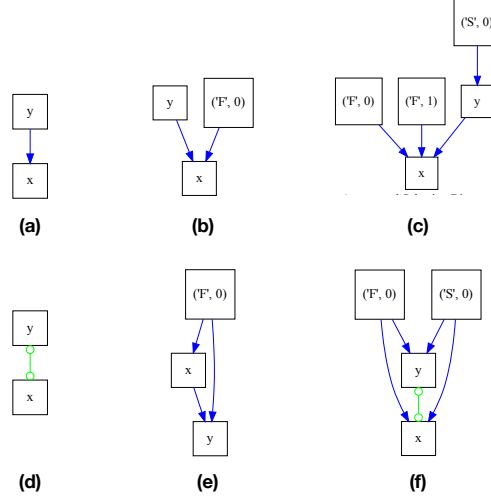 ('S', 0)
y
y
('F', 0)
('F', 0)
('F', 1)
y
x
x
x
(a)
(b)
(c)
('F', 0)
('F', 0)
('S', 0)
y
x
y
x
y
x
(d)
(e)
(f)